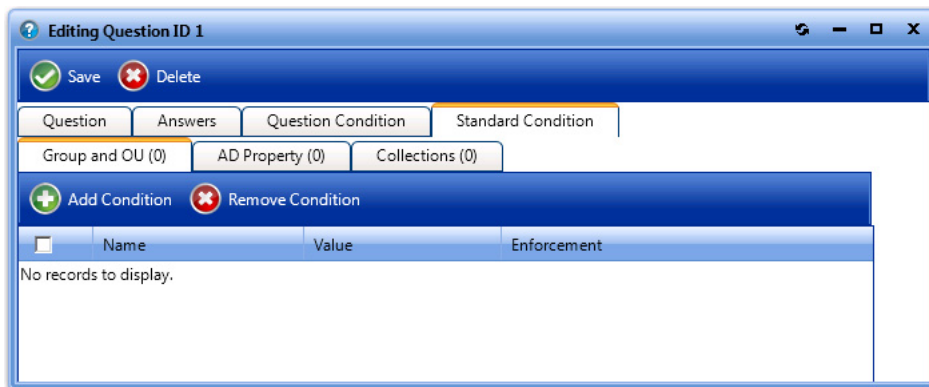 Editing Question ID 1
Save Delete
Question Answers Question Condition Standard Condition
Group and OU (0) AD Property (0) Collections (0)
Add Condition Remove Condition
Name Value Enforcement
No records to display.